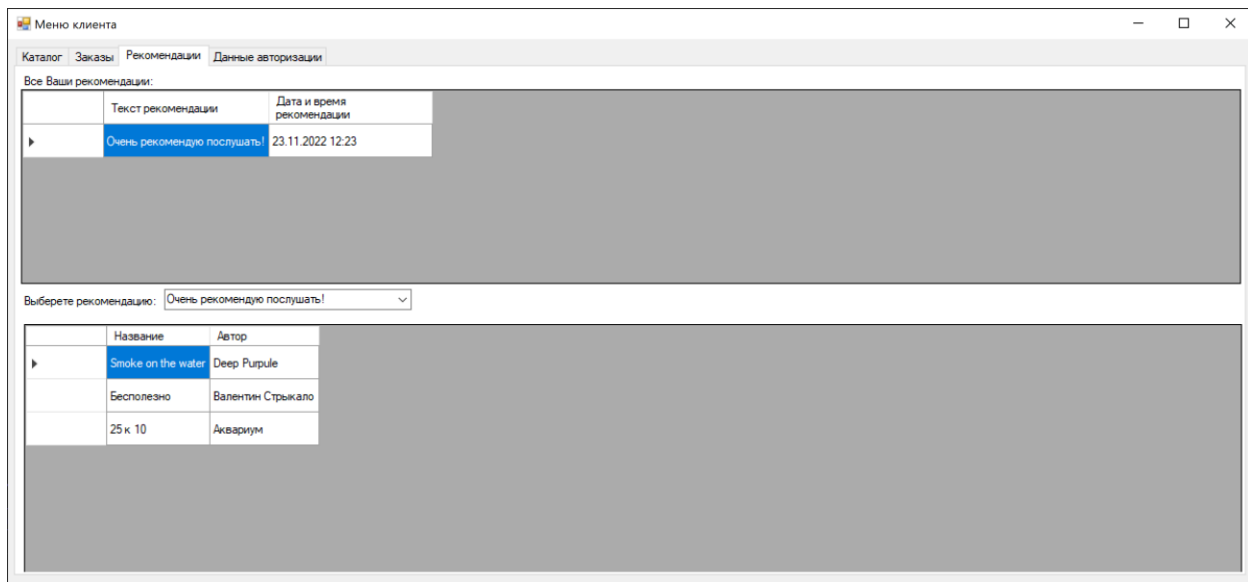 Меню клиента
Каталог Заказы Рекомендации Данные авторизации
Все Ваши рекомендации:
Текст рекомендации Дата и время рекомендации
Очень рекомендую послушать! 23.11.2022 12:23
Выберете рекомендацию: Очень рекомендую послушать!
Название Автор
Smoke on the water Deep Purpule
Бесполезно Валентин Стрыкало
25 к 10 Аквариум